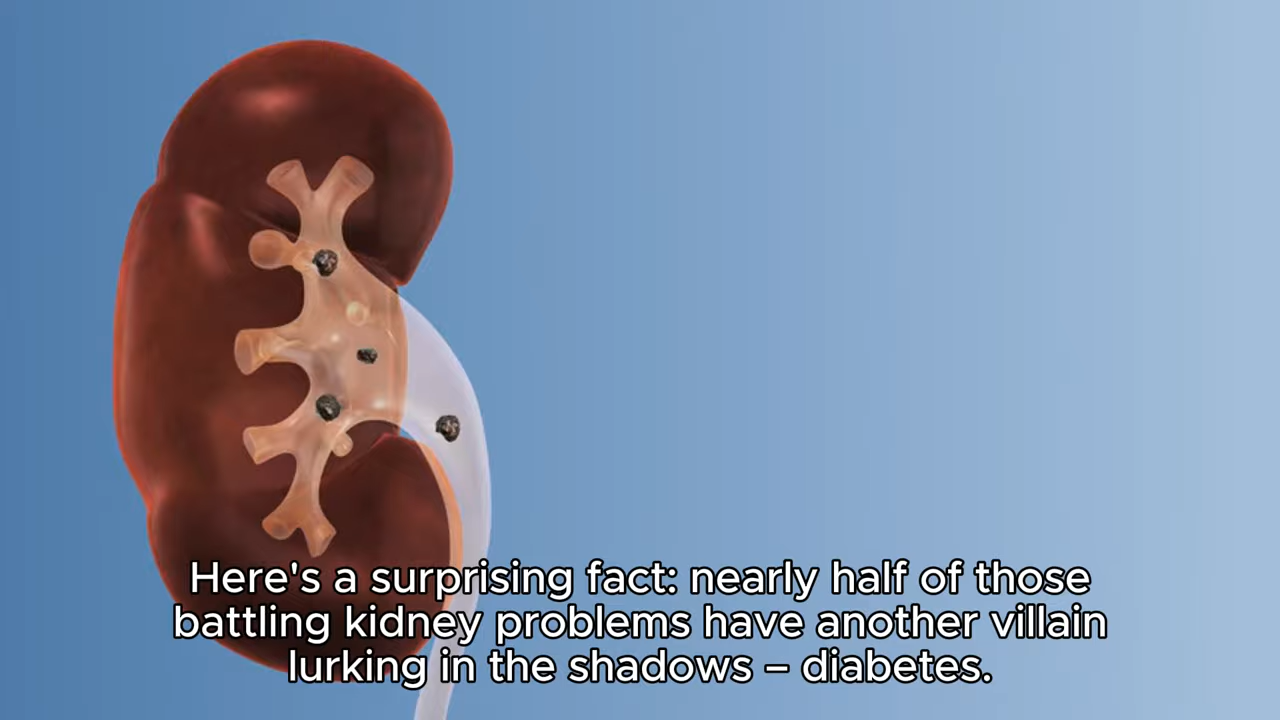 Here's a surprising fact: nearly half of those
battling kidney problems have another villain
lurking in the shadows – diabetes.